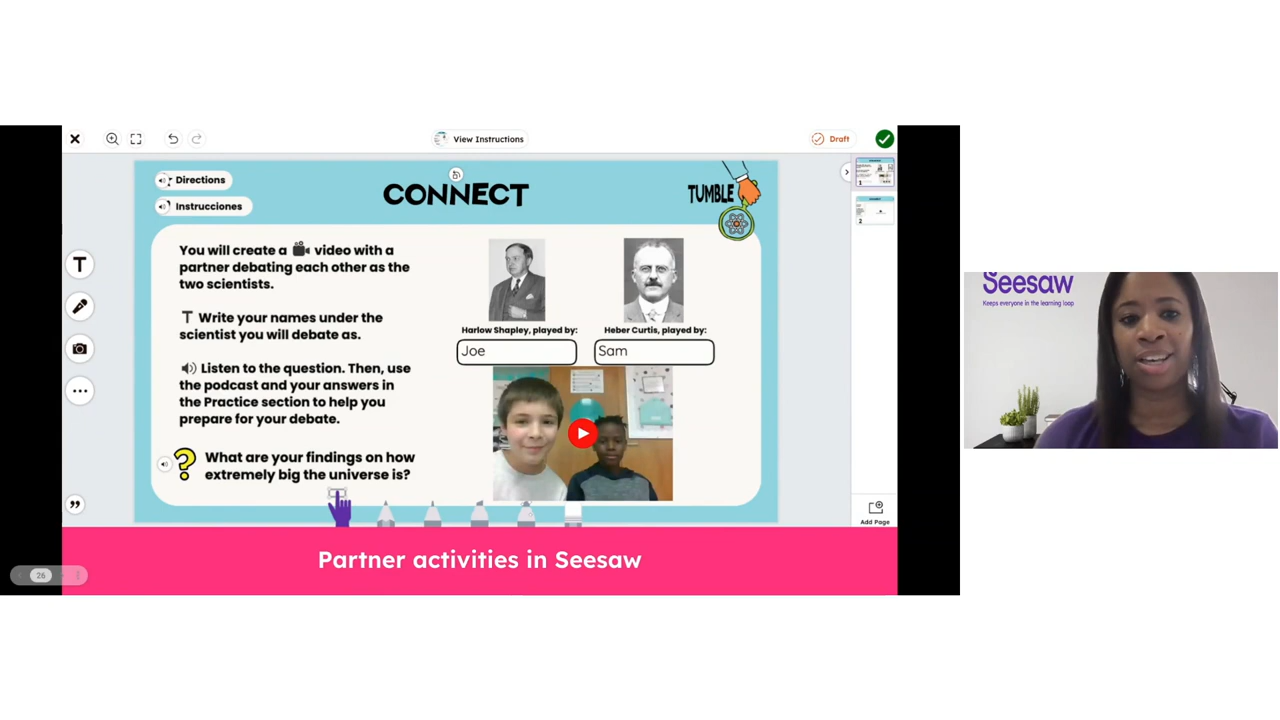 View Instructions
Draft
Directions
Instrucciones
CONNECT
TUMBLE
You will create a video with a
partner debating each other as the
two scientists.
T Write your names under the
scientist you will debate as.
Listen to the question. Then, use
the podcast and your answers in
the Practice section to help you
prepare for your debate.
? What are your findings on how
extremely big the universe is?
Harlow Shapley, played by:
Joe
Heber Curtis, played by:
Sam
T
1
2
Add Page
Partner activities in Seesaw
26
Seesaw
Keeps everyone in the learning loop